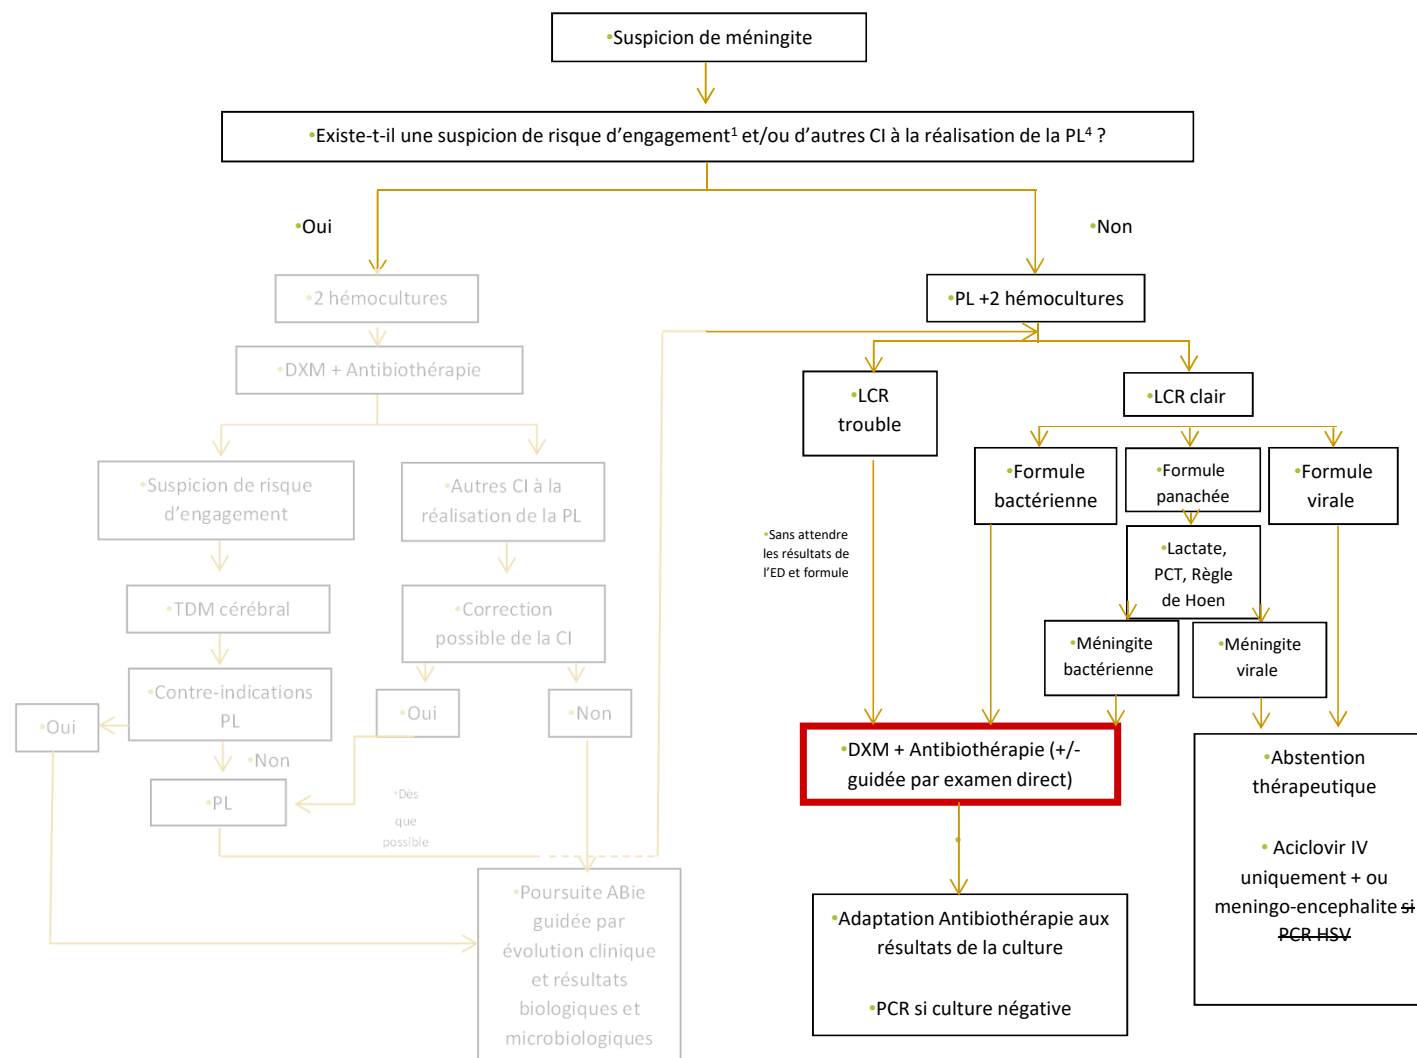 •Suspicion de méningite
•Existe-t-il une suspicion de risque d’engagement¹ et/ou d’autres CI à la réalisation de la PL⁴ ?
•Oui
•Non
•2 hémocultures
•PL +2 hémocultures
•DXM + Antibiothérapie
•LCR
trouble
•LCR clair
•Suspicion de risque
d’engagement
•Autres CI à la
réalisation de la PL
•Formule
bactérienne
•Formule
panachée
•Formule
virale
•Sans attendre
les résultats de
l’ED et formule
•Lactate,
PCT, Règle
de Hoen
•TDM cérébral
•Correction
possible de la CI
•Méningite
bactérienne
•Méningite
virale
•Contre-indications
PL
•Oui
•Oui
•Non
•Non
•PL
•Dès
que
possible
•DXM + Antibiothérapie (+/-
guidée par examen direct)
•Abstention
thérapeutique
• Aciclovir IV
uniquement + ou
meningo-encephalite si
PCR HSV
•Poursuite ABie
guidée par
évolution clinique
et résultats
biologiques et
microbiologiques
•Adaptation Antibiothérapie aux
résultats de la culture
•PCR si culture négative